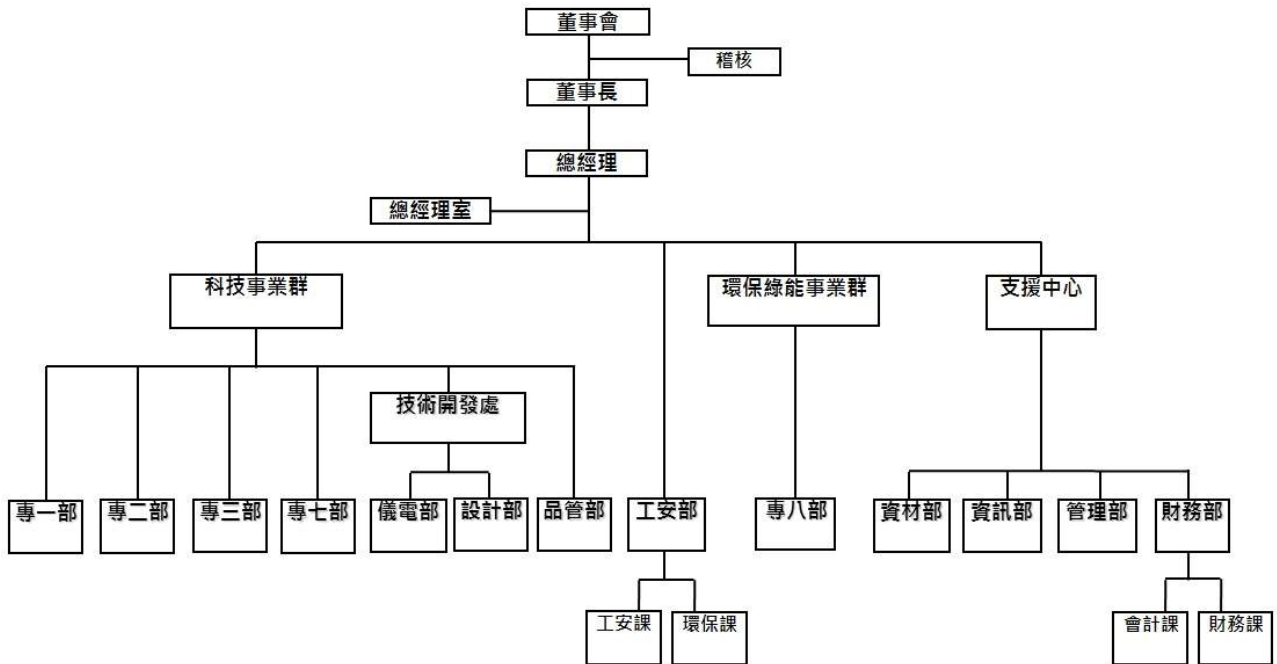 董事會
稽核
董事長
總經理
總經理室
科技事業群
環保綠能事業群
支援中心
技術開發處
專一部
專二部
專三部
專七部
儀電部
設計部
品管部
工安部
專八部
資材部
資訊部
管理部
財務部
工安課
環保課
會計課
財務課